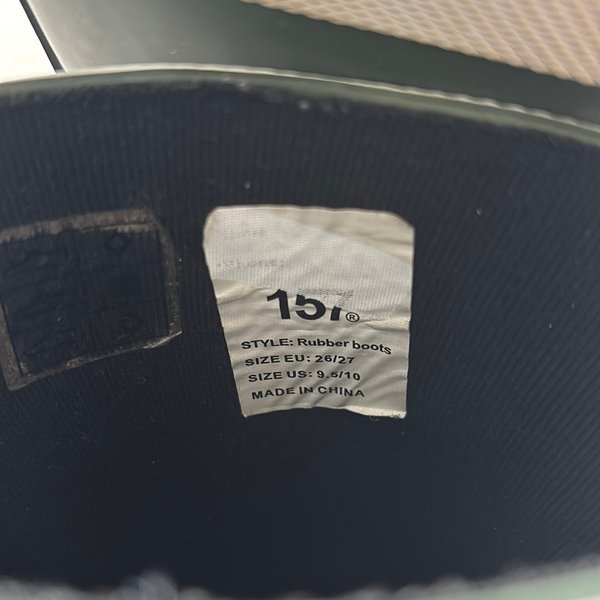 157®
STYLE: Rubber boots
SIZE EU: 26/27
SIZE US: 9.5/10
MADE IN CHINA